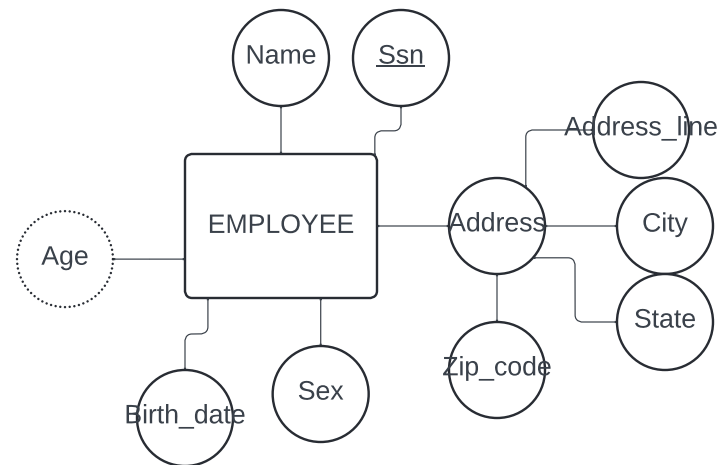 Name
Ssn
Address_line
EMPLOYEE
Address
City
Age
State
Zip_code
Sex
Birth_date